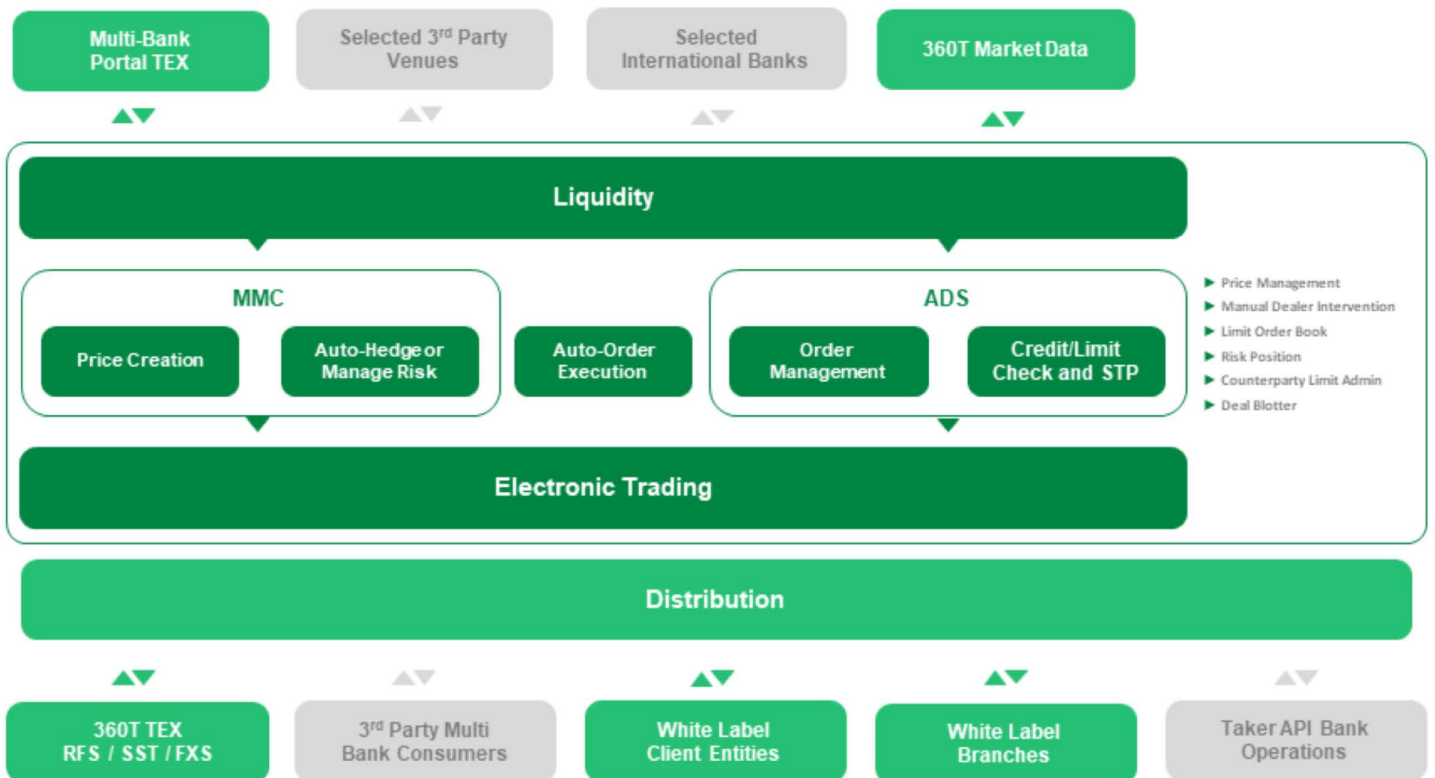 Multi-Bank
Portal TEX
Selected 3rd Party
Venues
Selected
International Banks
360T Market Data
Liquidity
MMC
Price Creation
Auto-Hedge or
Manage Risk
Auto-Order
Execution
ADS
Order
Management
Credit/Limit
Check and STP
Price Management
Manual Dealer Intervention
Limit Order Book
Risk Position
Counterparty Limit Admin
Deal Blotter
Electronic Trading
Distribution
360T TEX
RFS / SST / FXS
3rd Party Multi
Bank Consumers
White Label
Client Entities
White Label
Branches
Taker API Bank
Operations